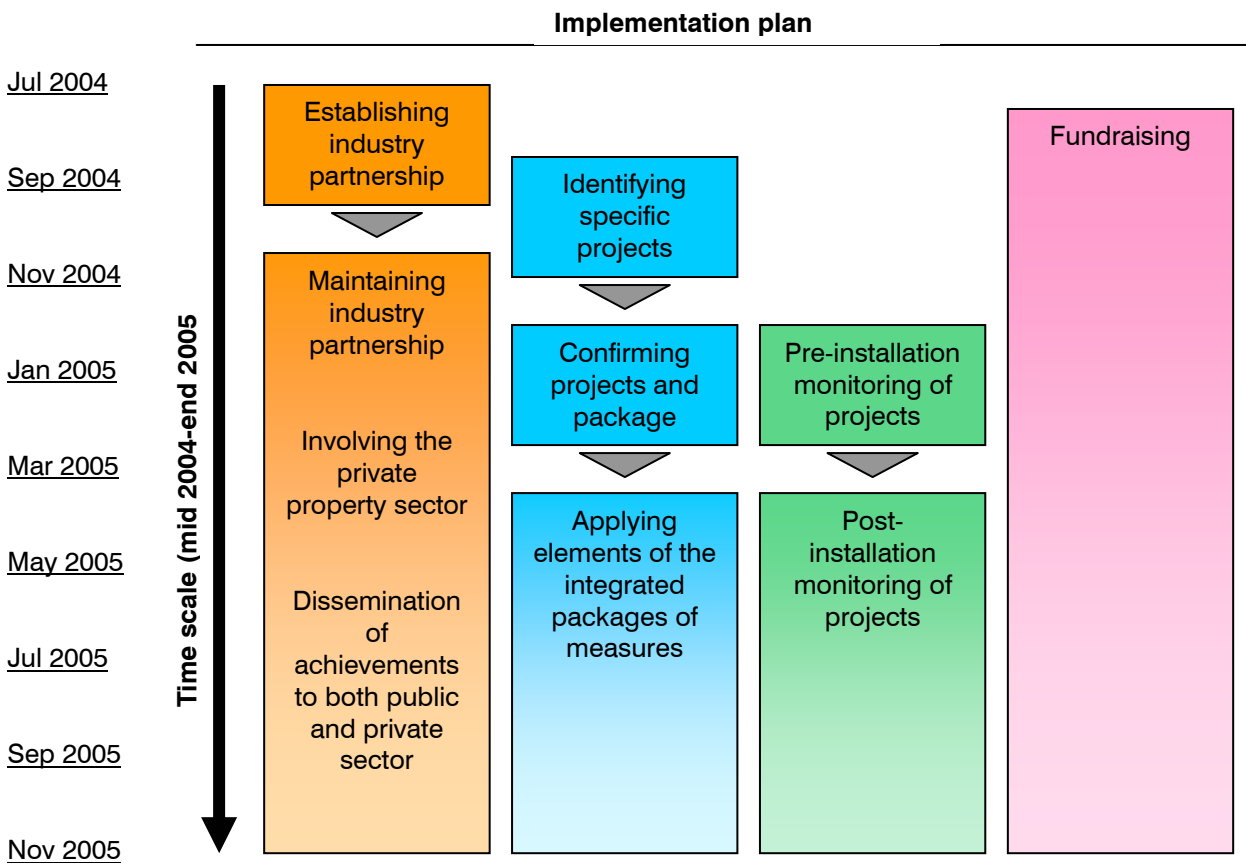 Implementation plan
Jul 2004
Sep 2004
Nov 2004
Jan 2005
Mar 2005
May 2005
Jul 2005
Sep 2005
Nov 2005
Time scale (mid 2004-end 2005
Establishing
industry
partnership
Maintaining
industry
partnership
Involving the
private
property sector
Dissemination
of
achievements
to both public
and private
sector
Identifying
specific
projects
Confirming
projects and
package
Applying
elements of the
integrated
packages of
measures
Pre-installation
monitoring of
projects
Post-
installation
monitoring of
projects
Fundraising